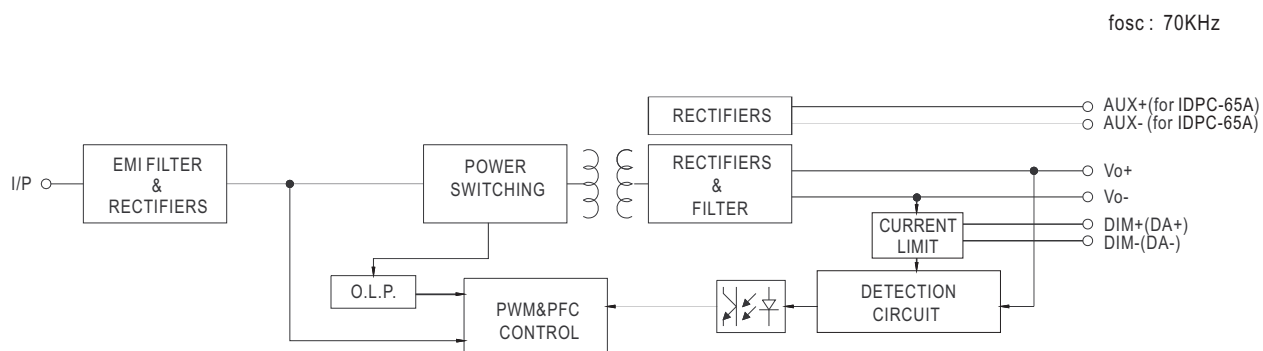 fosc : 70KHz
RECTIFIERS
AUX+(for IDPC-65A)
AUX- (for IDPC-65A)
I/P
EMI FILTER
&
RECTIFIERS
POWER
SWITCHING
RECTIFIERS
&
FILTER
Vo+
Vo-
CURRENT
LIMIT
DIM+(DA+)
DIM-(DA-)
O.L.P.
PWM&PFC
CONTROL
DETECTION
CIRCUIT